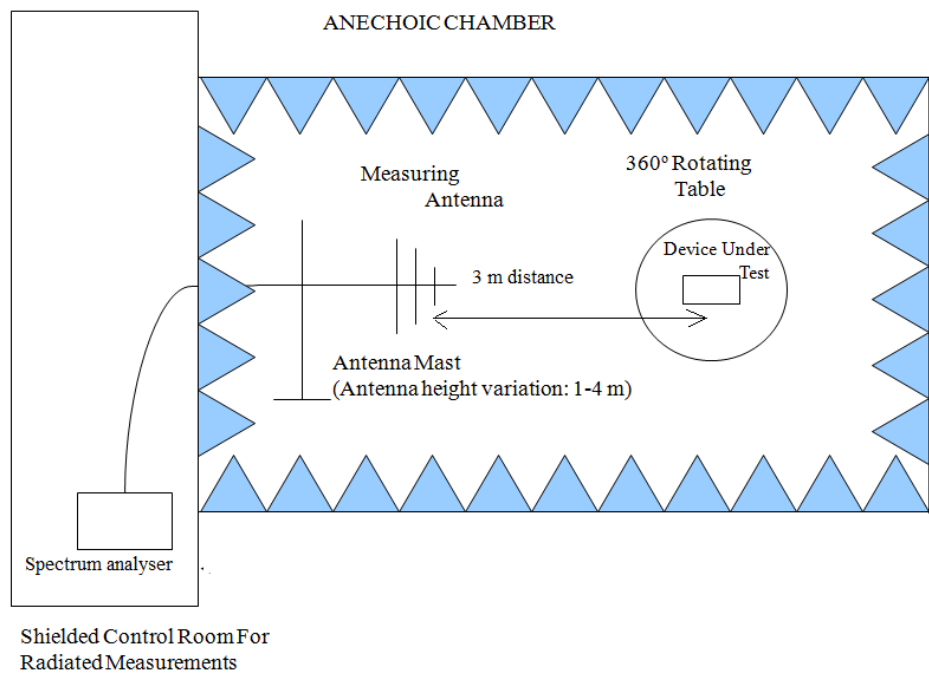 ANECHOIC CHAMBER
Measuring
Antenna
360º Rotating
Table
Device Under
Test
3 m distance
Antenna Mast
(Antenna height variation: 1-4 m)
Spectrum analyser
Shielded Control Room For
Radiated Measurements